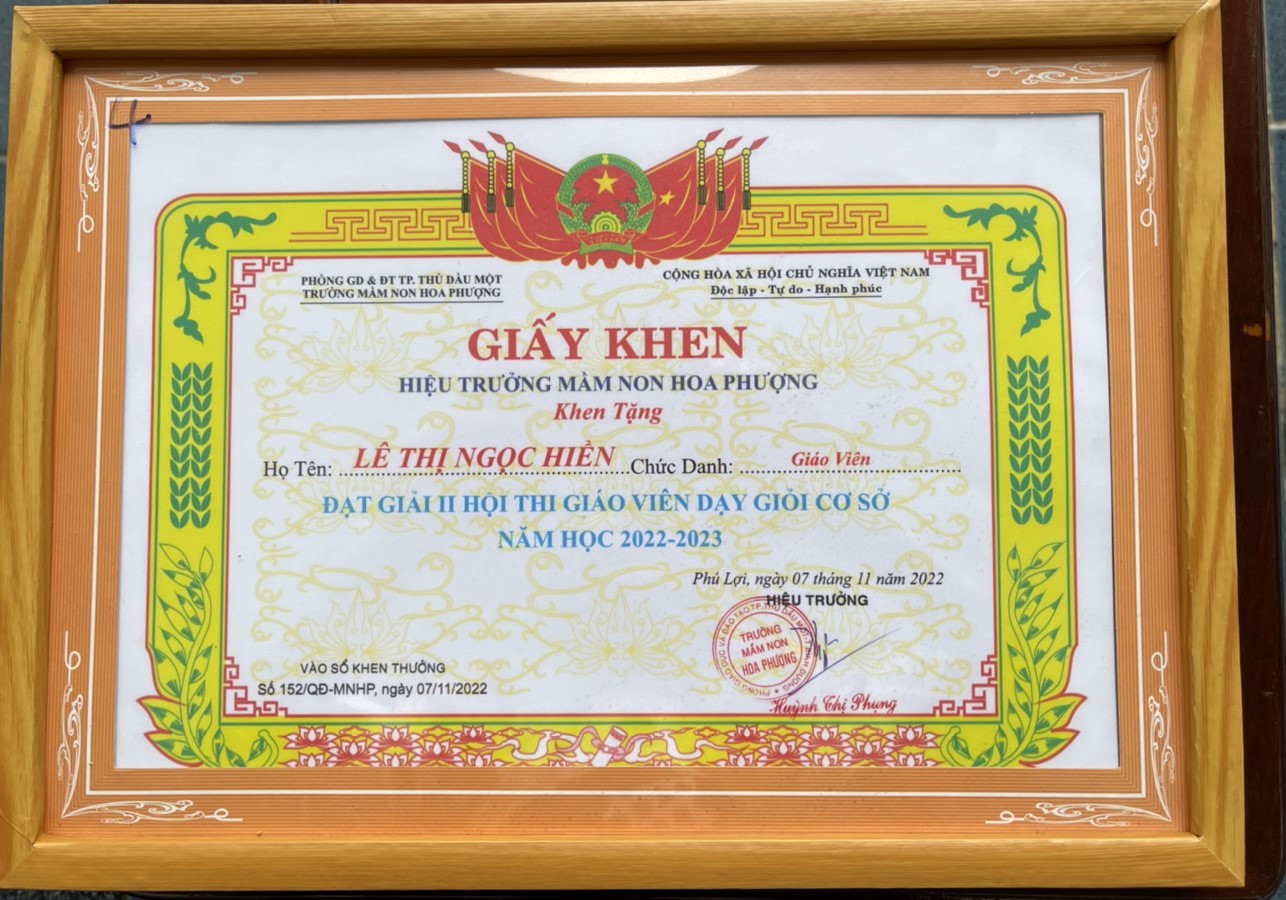 4
PHÒNG GD & ĐT TP. THỦ DẦU MỘT
TRƯỜNG MẦM NON HOA PHƯỢNG
CỘNG HÒA XÃ HỘI CHỦ NGHĨA VIỆT NAM
Độc lập - Tự do - Hạnh phúc
GIẤY KHEN
HIỆU TRƯỞNG MẦM NON HOA PHƯỢNG
Khen Tặng
Họ Tên: LÊ THỊ NGỌC HIỀN Chức Danh: Giáo Viên
ĐẠT GIẢI II HỘI THI GIÁO VIÊN DẠY GIỎI CƠ SỞ
NĂM HỌC 2022-2023
Phú Lợi, ngày 07 tháng 11 năm 2022
HIỆU TRƯỞNG
TRƯỜNG
MẦM NON
HOA PHƯỢNG
Huỳnh Thị Phụng
VÀO SỔ KHEN THƯỞNG
Số 152/QĐ-MNHP, ngày 07/11/2022